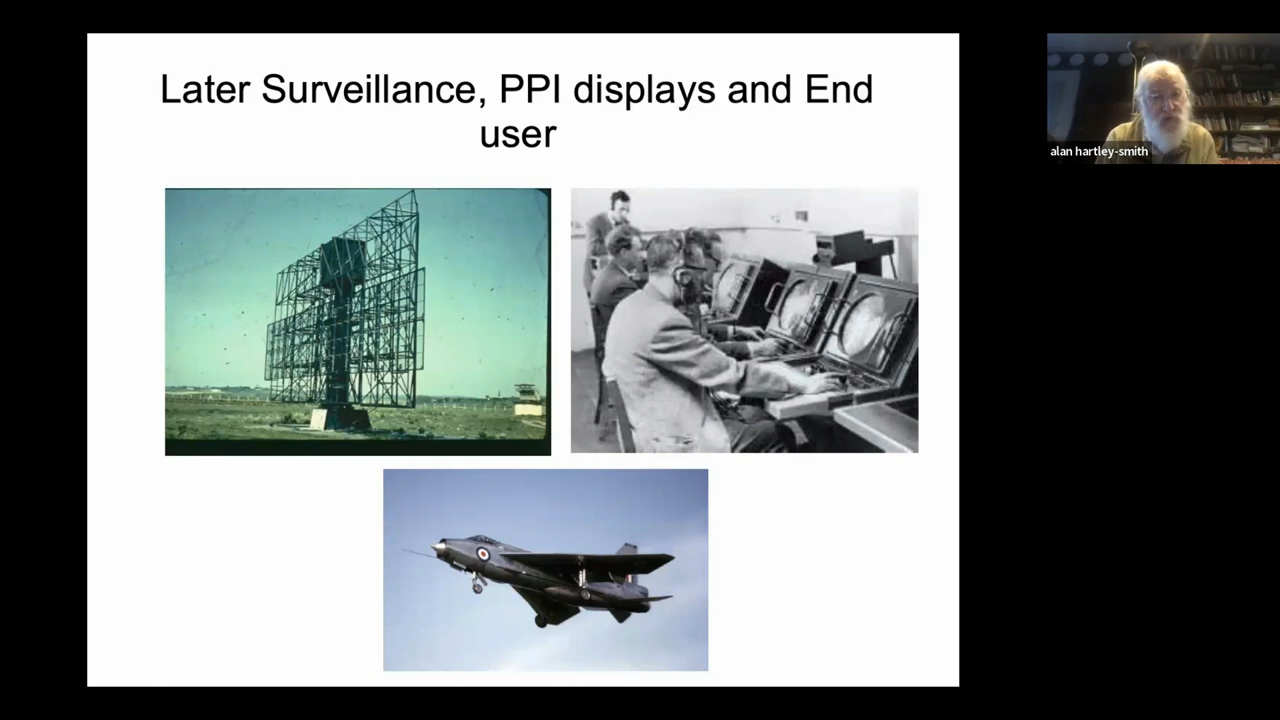 Later Surveillance, PPI displays and End
user
alan hartley-smith